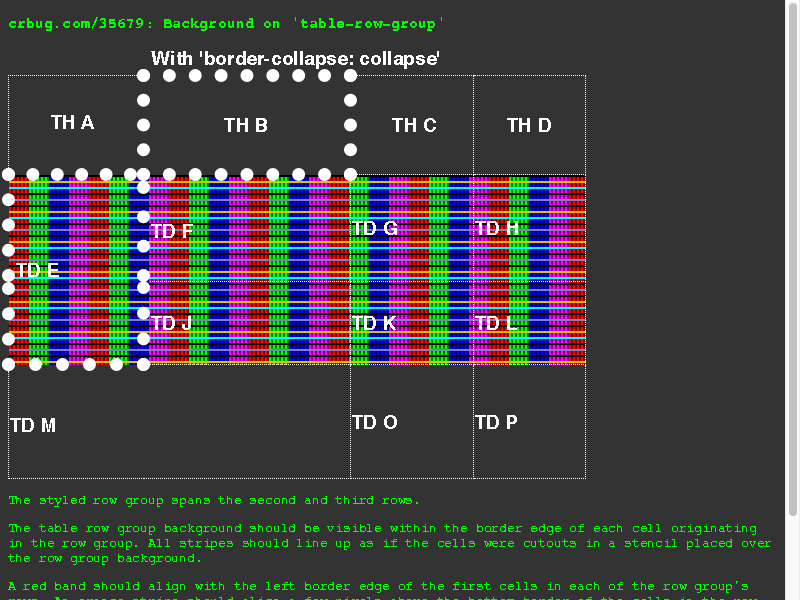 crbug.com/35679: Background on 'table-row-group'
With 'border-collapse: collapse'
TH A
TH B
TH C
TH D
TD E
TD F
TD G
TD H
TD J
TD K
TD L
TD M
TD O
TD P
The styled row group spans the second and third rows.
The table row group background should be visible within the border edge of each cell originating
in the row group. All stripes should line up as if the cells were cutouts in a stencil placed over
the row group background.
A red band should align with the left border edge of the first cells in each of the row group's